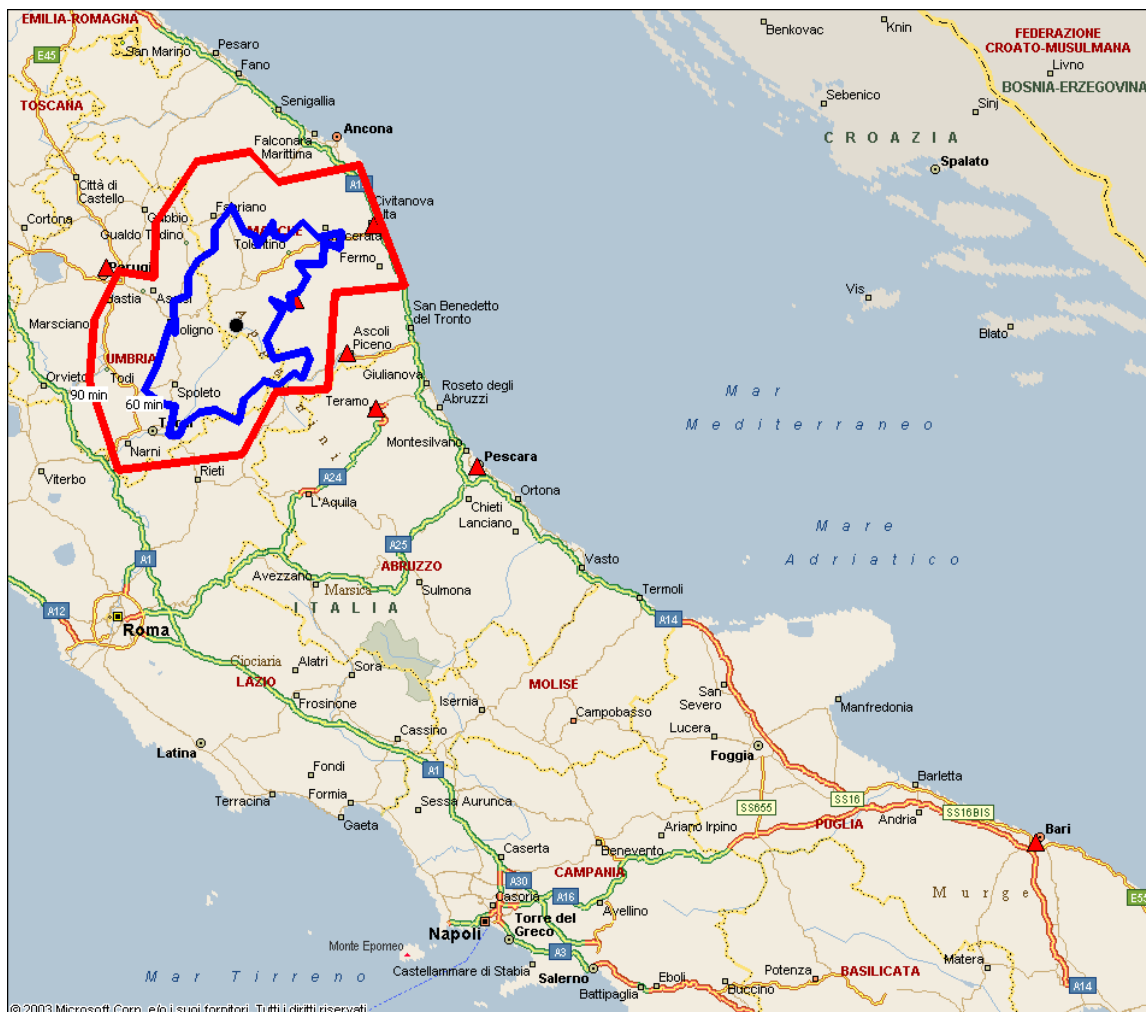 EMILIA-ROMAGNA
Benkovac
Knin
FEDERAZIONE
CROATO-MUSULMANA
San Marino
Pesaro
E45
Fano
Livno
BOSNIA-ERZEGOVINA
TOSCANA
Senigallia
Sebenico
Sinj
Falconara
Marittima
Ancona
CROAZIA
Spalato
Città di
Castello
Cortona
Gubbio
Fabriano
Civitanova
Gualdo Tadino
MARCHE
Tolentino
Fermo
Vis
Bastia
Marsciano
San Benedetto
del Tronto
Blato
Ascoli
Piceno
UMBRIA
Orvieto
Todi
Spoleto
Giulianova
Roseto degli
Abruzzi
90 min
60 min
Teramo
Mar
Mediterraneo
Narni
Montesilvano
Viterbo
Rieti
Pescara
A24
L'Aquila
Chieti
Ortona
Lanciano
Mare
Adriatico
A1
A25
ABRUZZO
Vasto
Avezzano
Marsica
Sulmona
Termoli
A12
ITALIA
A14
Roma
Ciociaria
Alatri
Sora
LAZIO
MOLISE
San
Severo
Frosinone
Isernia
Campobasso
Manfredonia
Lucera
Latina
Cassino
Foggia
A1
Fondi
Barletta
Terracina
Formia
Sessa Aurunca
SS16
SS655
SS16BIS
Gaeta
PUGLIA
Andria
Ariano Irpino
Bari
Benevento
Caserta
CAMPANIA
A30
A16
Murge
E55
Casoria
Avellino
Napoli
Torre del
Greco
Monte Epomeo
A3
Matera
Mar Tirreno
Castellammare di Stabia
Salerno
Eboli
Potenza
BASILICATA
Battipaglia
Buccino
A14
© 2003 Microsoft Corp. e/o i suoi fornitori. Tutti i diritti riservati.